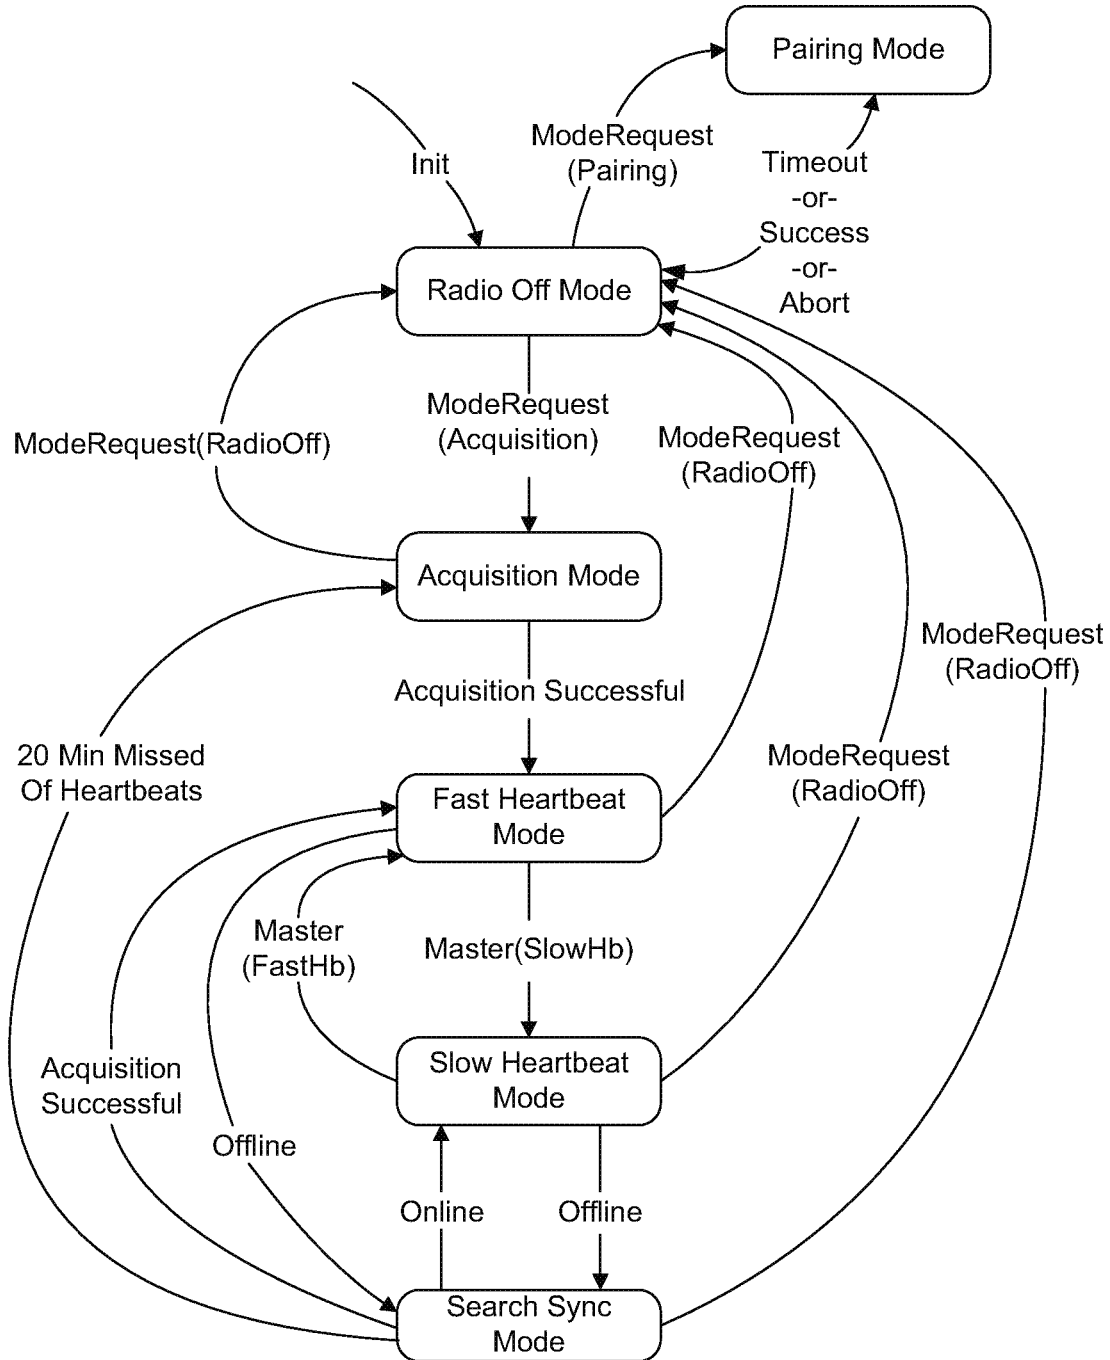 Pairing Mode
ModeRequest
(Pairing)
Init
Timeout
-or-
Success
-or-
Abort
Radio Off Mode
ModeRequest
(Acquisition)
ModeRequest(RadioOff)
ModeRequest
(RadioOff)
Acquisition Mode
ModeRequest
(RadioOff)
Acquisition Successful
20 Min Missed
Of Heartbeats
ModeRequest
(RadioOff)
Fast Heartbeat
Mode
Master
(FastHb)
Master(SlowHb)
Slow Heartbeat
Mode
Acquisition
Successful
Offline
Online
Offline
Search Sync
Mode